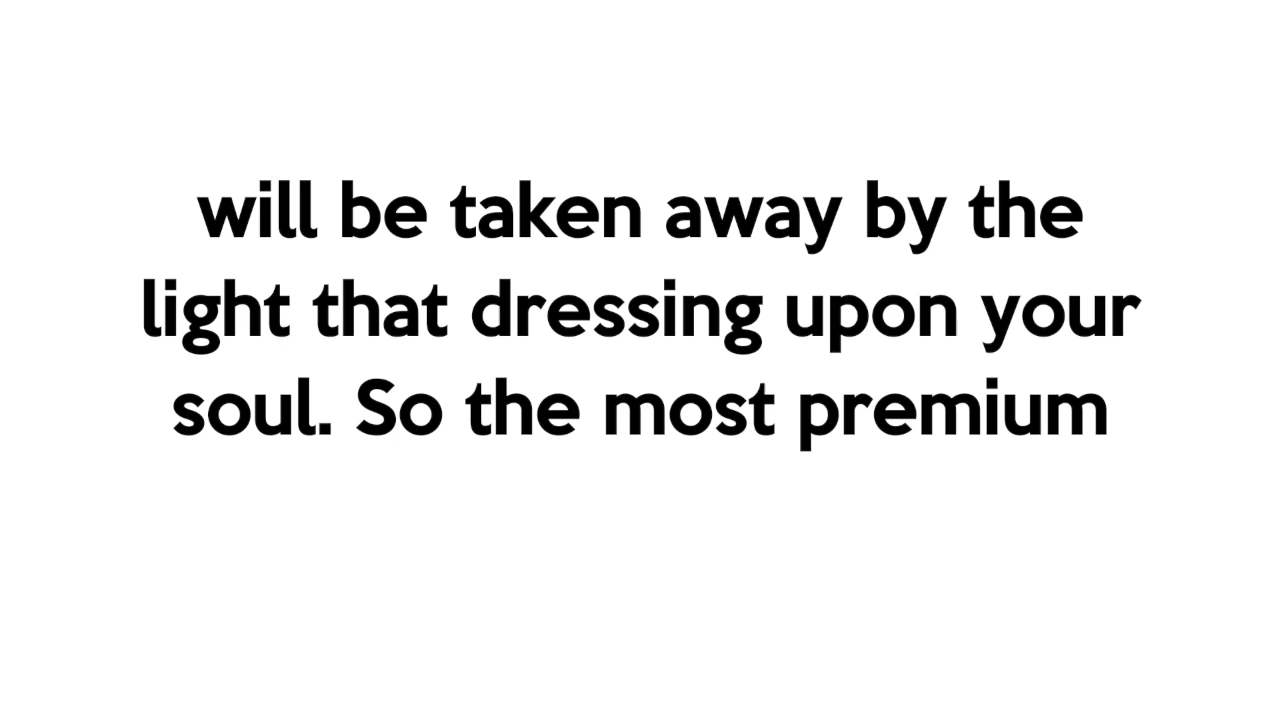 will be taken away by the
light that dressing upon your
soul. So the most premium